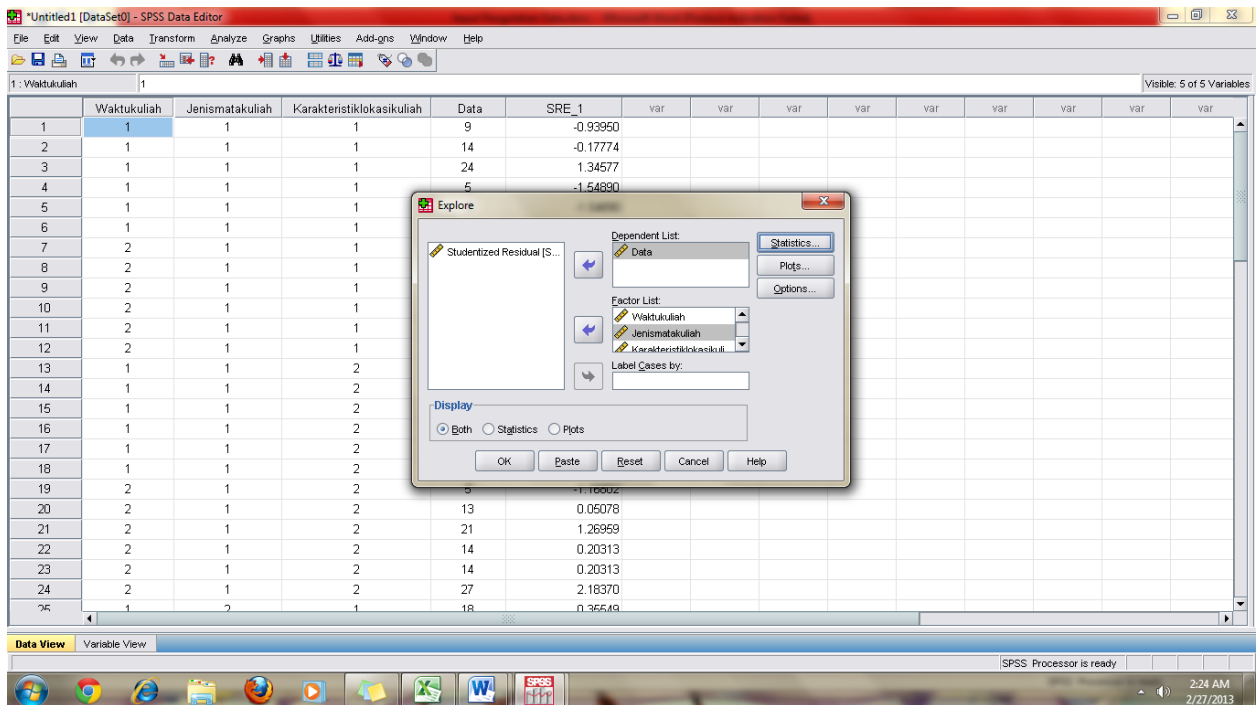 *Untitled1 [DataSet0] - SPSS Data Editor
File Edit View Data Transform Analyze Graphs Utilities Add-ons Window Help
1 : Waktukuliah 1 Visible: 5 of 5 Variables
Waktukuliah Jenismatakuliah Karakteristiklokasikuliah Data SRE_1 var var var var var var var var
1 1 1 1 9 -0.93950
2 1 1 1 14 -0.17774
3 1 1 1 24 1.34577
4 1 1 1 5 -1.54890
5 1 1 1
6 1 1 1
7 2 1 1
8 2 1 1
9 2 1 1
10 2 1 1
11 2 1 1
12 2 1 1
13 1 1 2
14 1 1 2
15 1 1 2
16 1 1 2
17 1 1 2
18 1 1 2
19 2 1 2 5 -1.16602
20 2 1 2 13 0.05078
21 2 1 2 21 1.26959
22 2 1 2 14 0.20313
23 2 1 2 14 0.20313
24 2 1 2 27 2.18370
25 1 2 1 18 0.35549
Explore
Studentized Residual [S...
Dependent List:
Data
Factor List:
Waktukuliah
Jenismatakuliah
Karakteristiklokasikuli...
Label Cases by:
Statistics...
Plots...
Options...
Display
Both Statistics Plots
OK Paste Reset Cancel Help
Data View Variable View
SPSS Processor is ready
SPSS
2:24 AM
2/27/2013